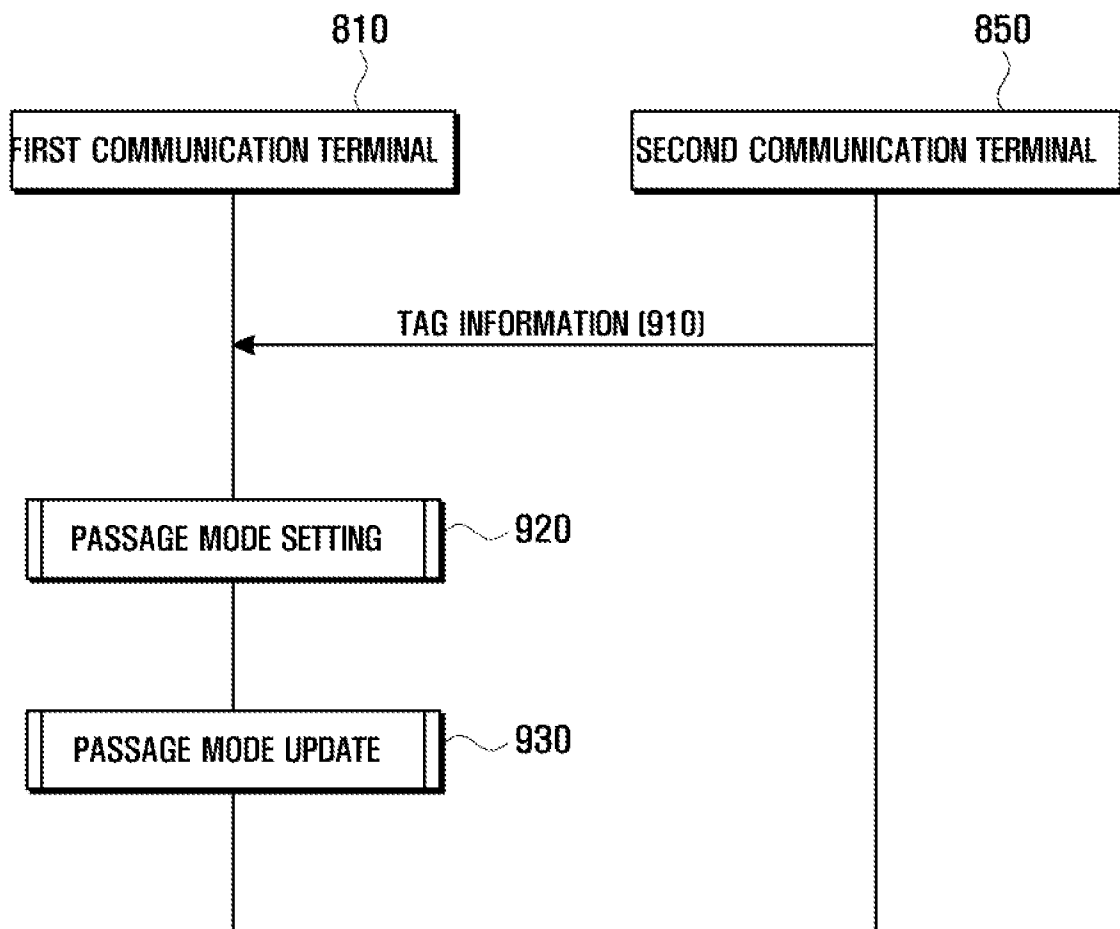 810
850
FIRST COMMUNICATION TERMINAL
SECOND COMMUNICATION TERMINAL
TAG INFORMATION (910)
PASSAGE MODE SETTING
920
PASSAGE MODE UPDATE
930